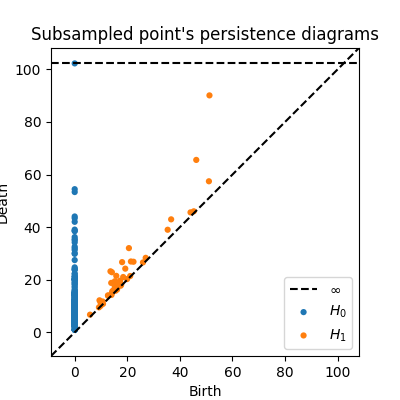 Subsampled point's persistence diagrams
Death
100
80
60
40
20
0
0 20 40 60 80 100
Birth
∞
H₀
H₁